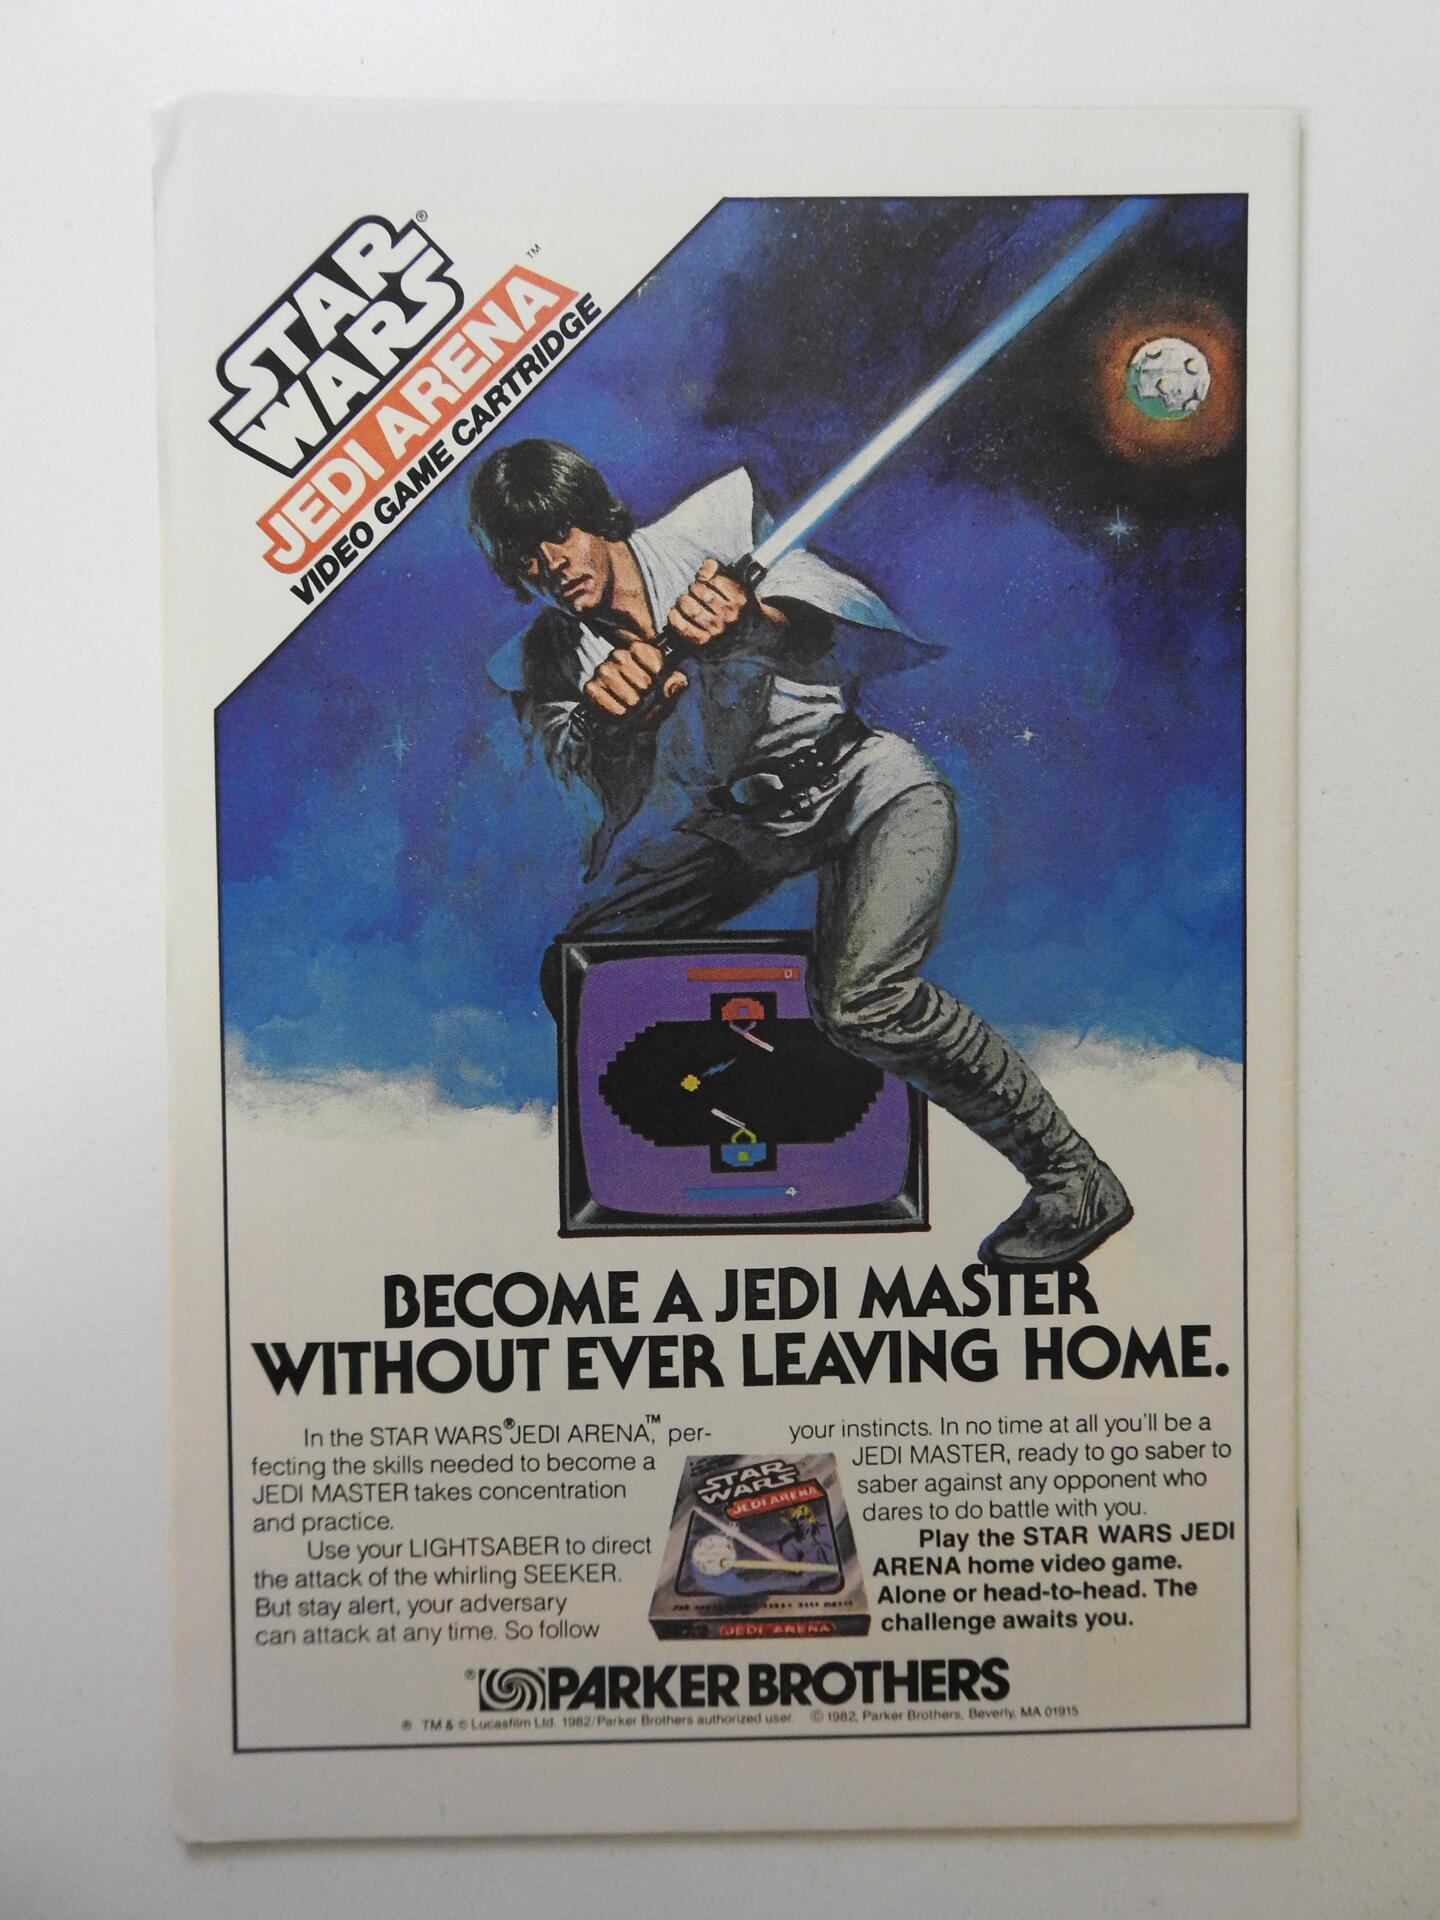 STAR
WARS®
JEDI ARENA™
VIDEO GAME CARTRIDGE
0
4
BECOME A JEDI MASTER
WITHOUT EVER LEAVING HOME.
In the STAR WARS® JEDI ARENA,™ per-
fecting the skills needed to become a
JEDI MASTER takes concentration
and practice.
Use your LIGHTSABER to direct
the attack of the whirling SEEKER.
But stay alert, your adversary
can attack at any time. So follow
your instincts. In no time at all you'll be a
JEDI MASTER, ready to go saber to
saber against any opponent who
dares to do battle with you.
Play the STAR WARS JEDI
ARENA home video game.
Alone or head-to-head. The
challenge awaits you.
STAR
WARS
JEDI ARENA
JEDI ARENA
® PARKER BROTHERS
® TM & © Lucasfilm Ltd. 1982/Parker Brothers authorized user. © 1982, Parker Brothers, Beverly, MA 01915